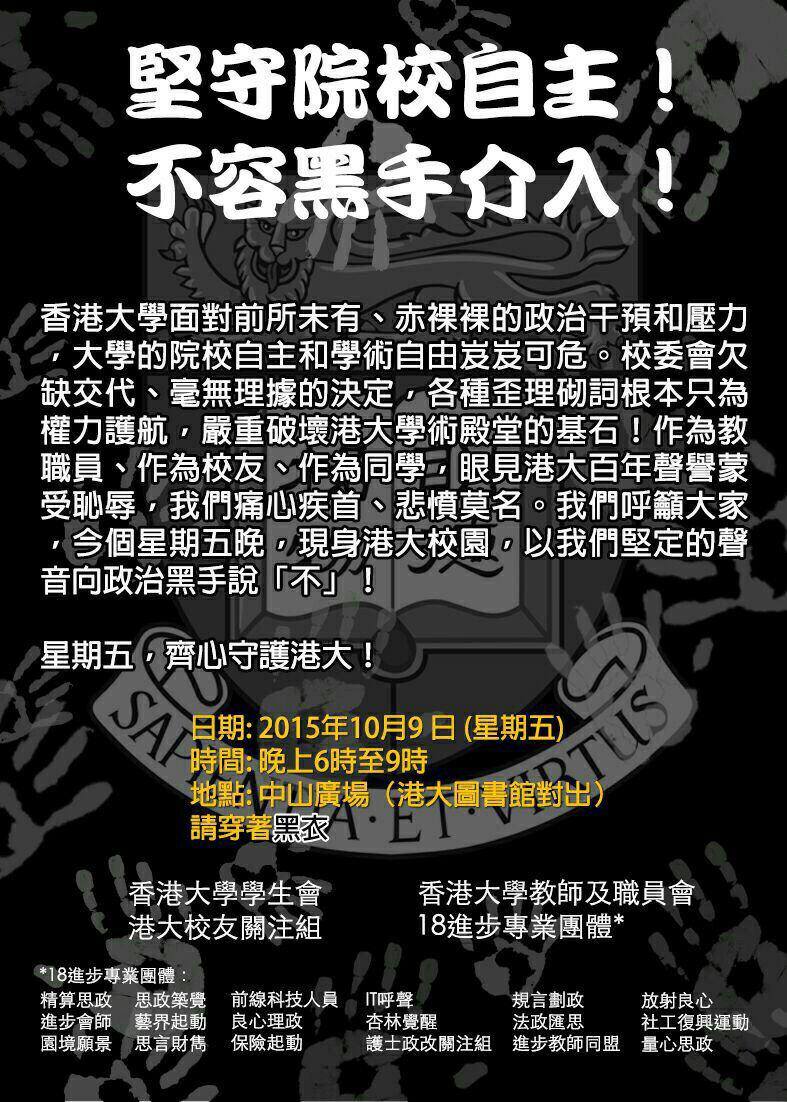 堅守院校自主！
不容黑手介入！
香港大學面對前所未有、赤裸裸的政治干預和壓力
，大學的院校自主和學術自由岌岌可危。校委會欠
缺交代、毫無理據的決定，各種歪理砌詞根本只為
權力護航，嚴重破壞港大學術殿堂的基石！作為教
職員、作為校友、作為同學，眼見港大百年聲譽蒙
受恥辱，我們痛心疾首、悲憤莫名。我們呼籲大家
，今個星期五晚，現身港大校園，以我們堅定的聲
音向政治黑手說「不」！
星期五，齊心守護港大！
日期: 2015年10月9日 (星期五)
時間: 晚上6時至9時
地點: 中山廣場（港大圖書館對出）
請穿著黑衣
SAPIENTIA·ET·VIRTUS
香港大學學生會 香港大學教師及職員會
港大校友關注組 18進步專業團體*
*18進步專業團體：
精算思政 思政築覺 前線科技人員 IT呼聲 規言劃政 放射良心
進步會師 藝界起動 良心理政 杏林覺醒 法政匯思 社工復興運動
園境願景 思言財雋 保險起動 護士政改關注組 進步教師同盟 量心思政